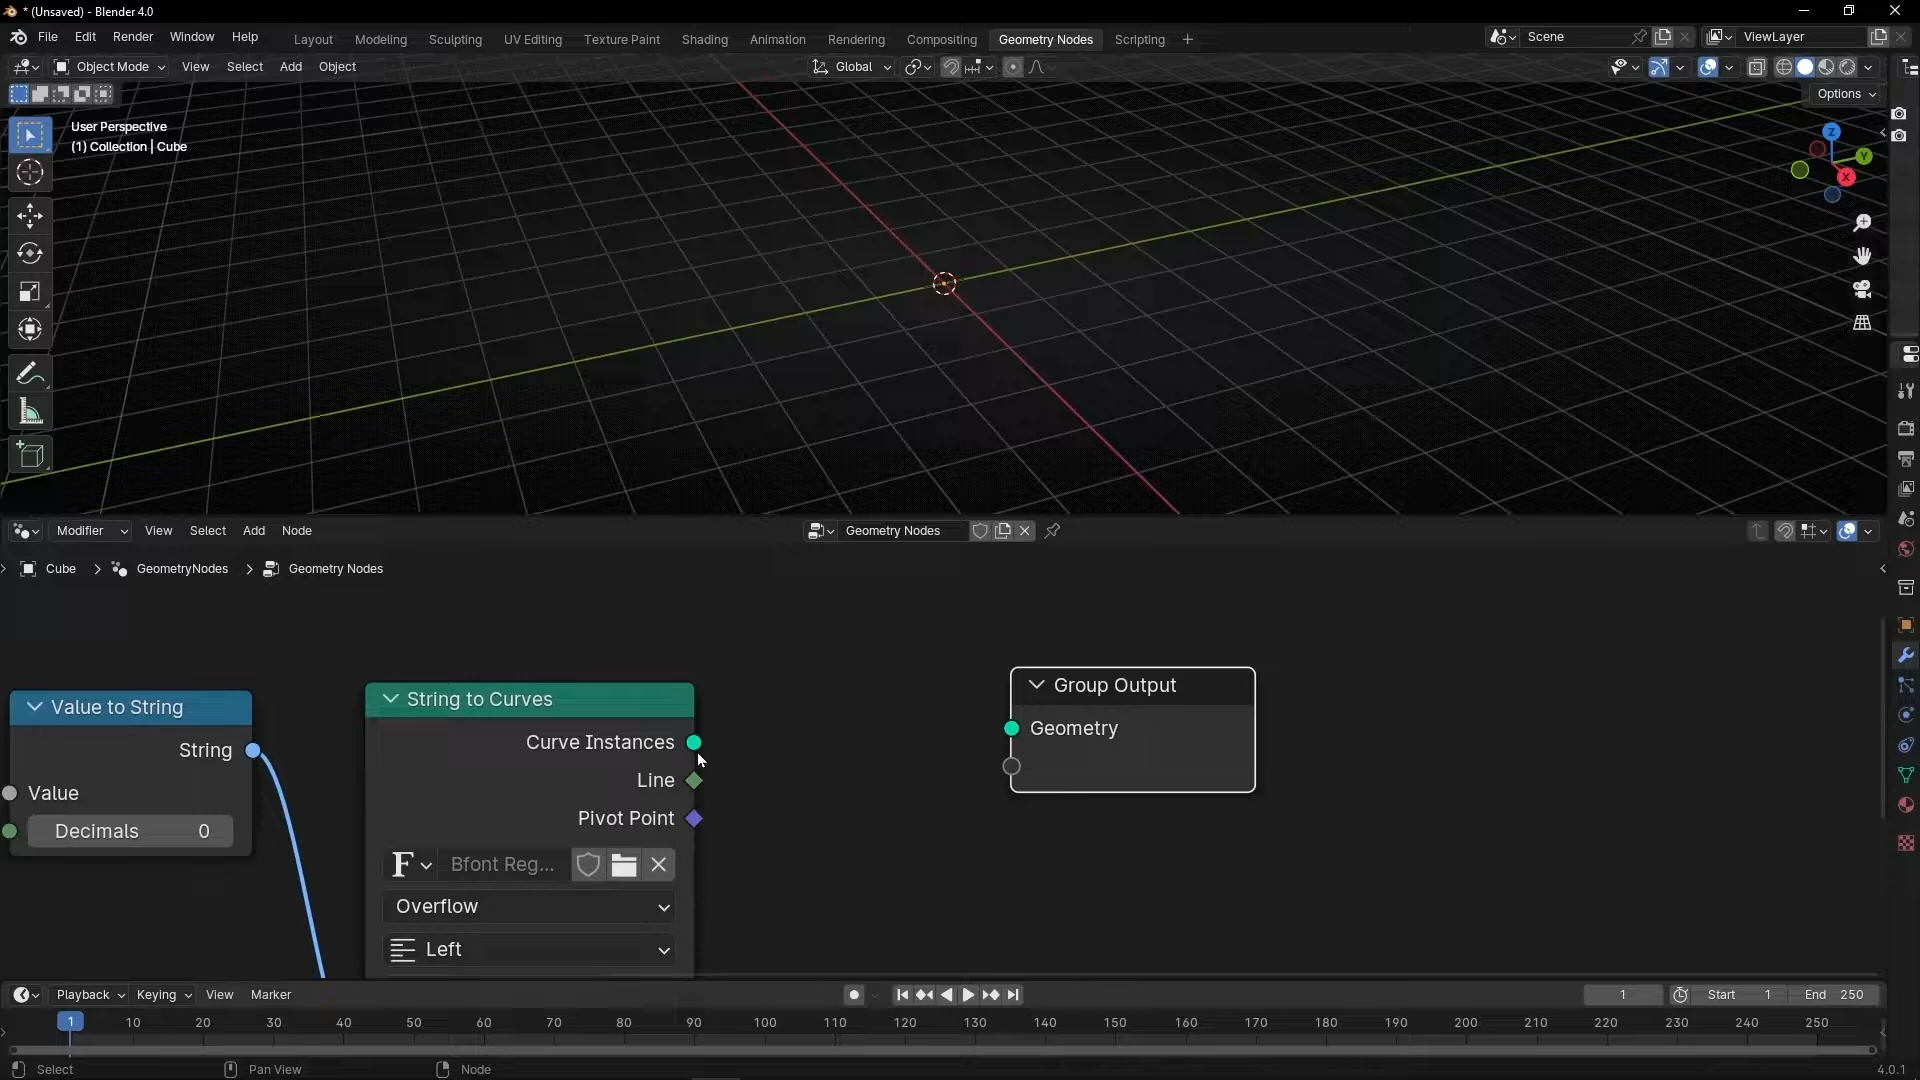 * (Unsaved) - Blender 4.0
File Edit Render Window Help Layout Modeling Sculpting UV Editing Texture Paint Shading Animation Rendering Compositing Geometry Nodes Scripting + Scene ViewLayer
Object Mode View Select Add Object Global
Options
User Perspective
(1) Collection | Cube
Z
Y
X
Modifier View Select Add Node Geometry Nodes
Cube > GeometryNodes > Geometry Nodes
Value to String
String
Value
Decimals 0
String to Curves
Curve Instances
Line
Pivot Point
F Bfont Reg...
Overflow
Left
Group Output
Geometry
Playback Keying View Marker 1 Start 1 End 250
1 10 20 30 40 50 60 70 80 90 100 110 120 130 140 150 160 170 180 190 200 210 220 230 240 250
Select Pan View Node 4.0.1